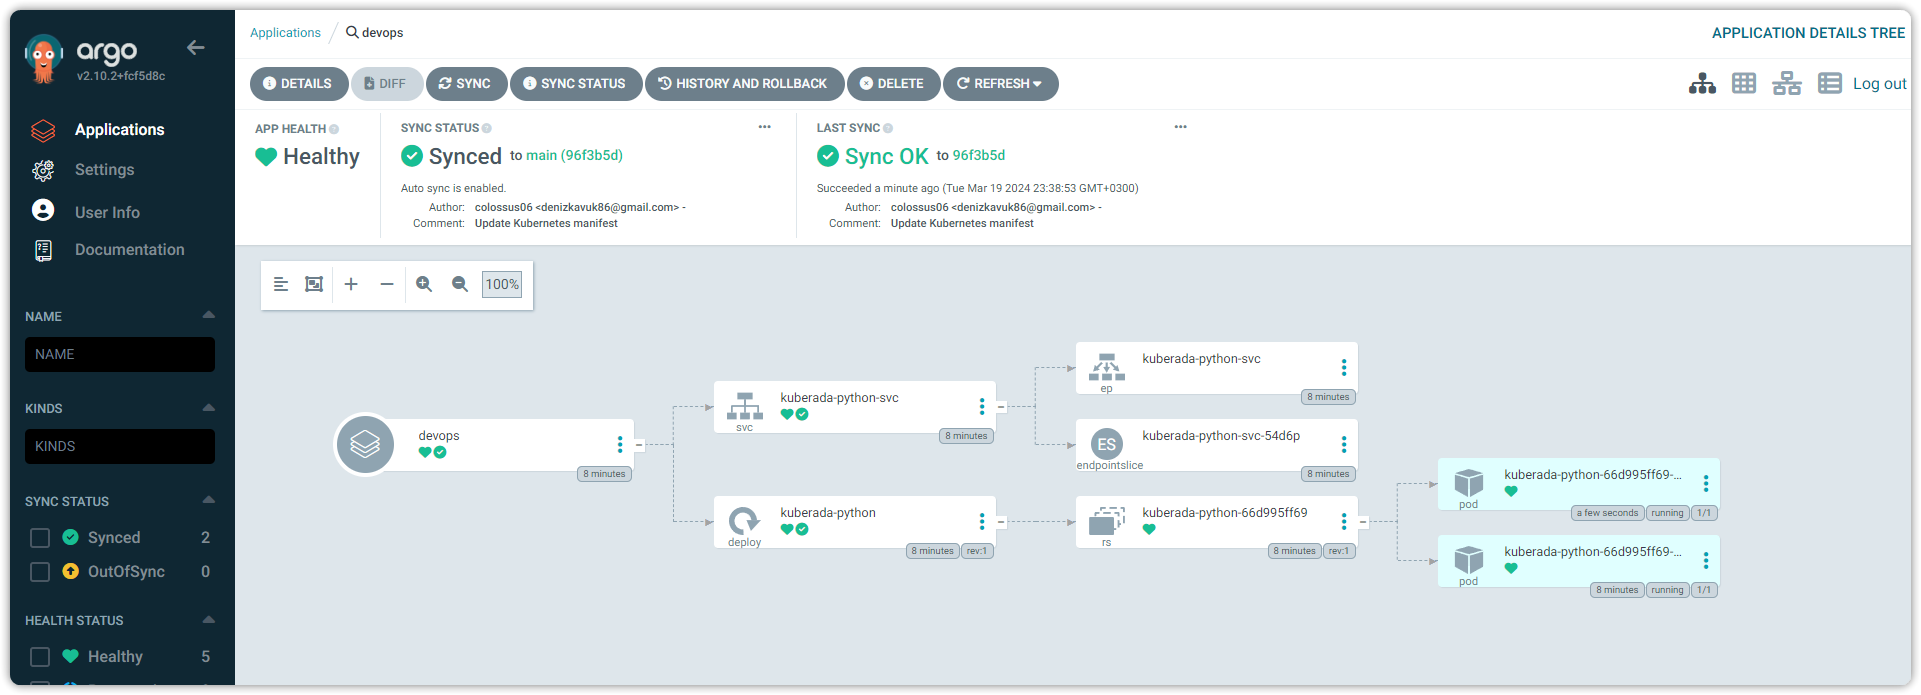 argo
v2.10.2+fcf5d8c
Applications
Settings
User Info
Documentation
NAME
NAME
KINDS
KINDS
SYNC STATUS
Synced 2
OutOfSync 0
HEALTH STATUS
Healthy 5
Applications / devops
APPLICATION DETAILS TREE
DETAILS DIFF SYNC SYNC STATUS HISTORY AND ROLLBACK DELETE REFRESH
Log out
APP HEALTH
Healthy
SYNC STATUS
Synced to main (96f3b5d)
Auto sync is enabled.
Author: colossus06 <denizkavuk86@gmail.com> -
Comment: Update Kubernetes manifest
LAST SYNC
Sync OK to 96f3b5d
Succeeded a minute ago (Tue Mar 19 2024 23:38:53 GMT+0300)
Author: colossus06 <denizkavuk86@gmail.com> -
Comment: Update Kubernetes manifest
100%
devops
8 minutes
kuberada-python-svc
svc
8 minutes
kuberada-python
deploy
8 minutes rev:1
kuberada-python-svc
ep
8 minutes
ES
kuberada-python-svc-54d6p
endpointslice
8 minutes
kuberada-python-66d995ff69
rs
8 minutes rev:1
kuberada-python-66d995ff69-...
pod
a few seconds running 1/1
kuberada-python-66d995ff69-...
pod
8 minutes running 1/1